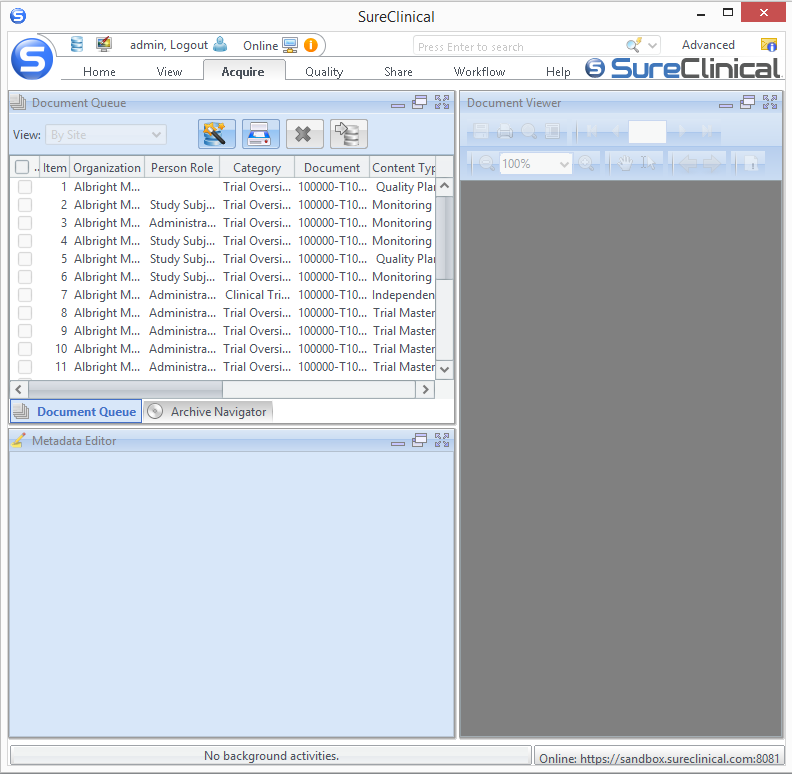 SureClinical
admin, Logout Online Press Enter to search Advanced
Home View Acquire Quality Share Workflow Help SureClinical
Document Queue
View: By Site
.. Item Organization Person Role Category Document Content Typ
1 Albright M... Trial Oversi... 100000-T10... Quality Plan
2 Albright M... Study Subj... Trial Oversi... 100000-T10... Monitoring
3 Albright M... Administra... Trial Oversi... 100000-T10... Monitoring
4 Albright M... Study Subj... Trial Oversi... 100000-T10... Monitoring
5 Albright M... Study Subj... Trial Oversi... 100000-T10... Quality Plan
6 Albright M... Study Subj... Trial Oversi... 100000-T10... Monitoring
7 Albright M... Administra... Clinical Tri... 100000-T10... Independen
8 Albright M... Administra... Trial Oversi... 100000-T10... Trial Master
9 Albright M... Administra... Trial Oversi... 100000-T10... Trial Master
10 Albright M... Administra... Trial Oversi... 100000-T10... Trial Master
11 Albright M... Administra... Trial Oversi... 100000-T10... Trial Master
Document Queue Archive Navigator
Metadata Editor
Document Viewer
100%
No background activities.
Online: https://sandbox.sureclinical.com:8081